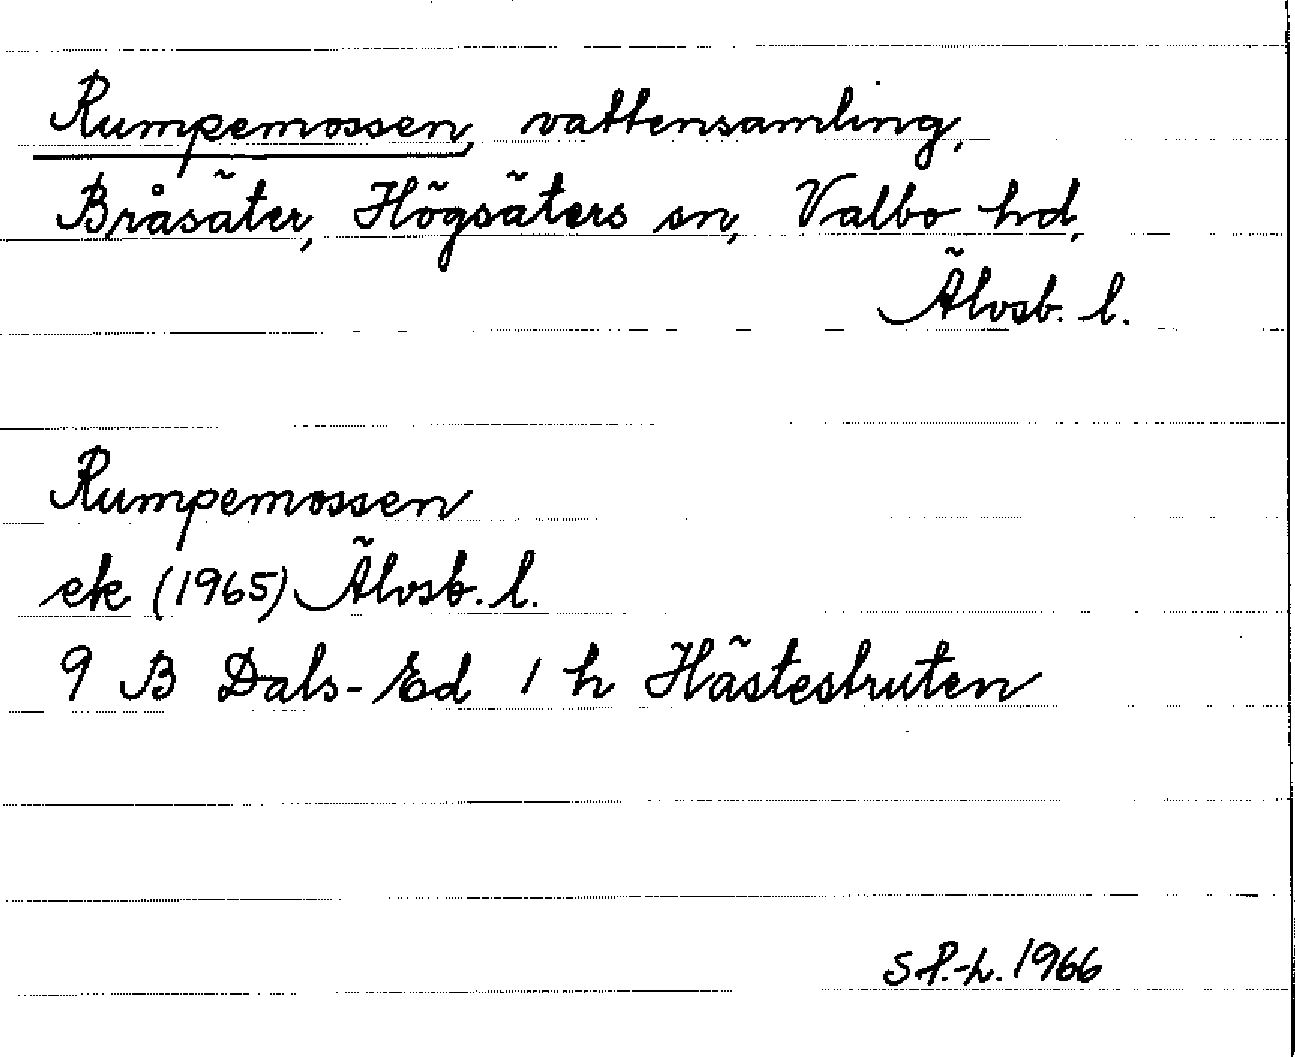 Rumpemossen, vattensamling,
Bråsäter, Högsäters sn, Valbo hd,
Älvsb. l.
Rumpemossen
ek (1965) Älvsb. l.
9 B Dals-Ed 1 h Hästestruten
S P.-L. 1966